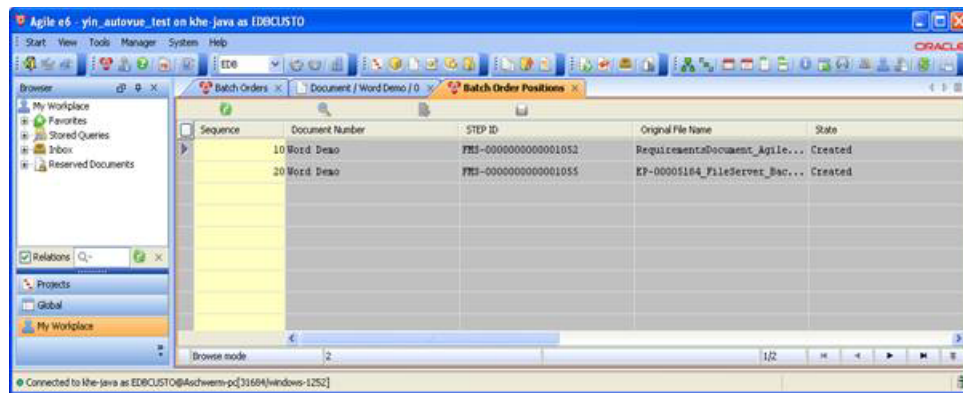 Agile e6 - yin_autovue_test on khe-java as EDBCUSTO
Start View Tools Manager System Help
ORACLE
EDB
Browser
Batch Orders
Document / Word Demo / 0
Batch Order Positions
My Workplace
Favorites
Stored Queries
Inbox
Reserved Documents
Sequence Document Number STEP ID Original File Name State
10 Word Demo FMS-0000000000001052 RequirementsDocument_Agile... Created
20 Word Demo FMS-0000000000001055 KP-00005184_FileServer_Bac... Created
Relations
Projects
Global
My Workplace
Browse mode 2 1/2
Connected to khe-java as EDBCUSTO@Aschwerm-pc[31684/windows-1252]